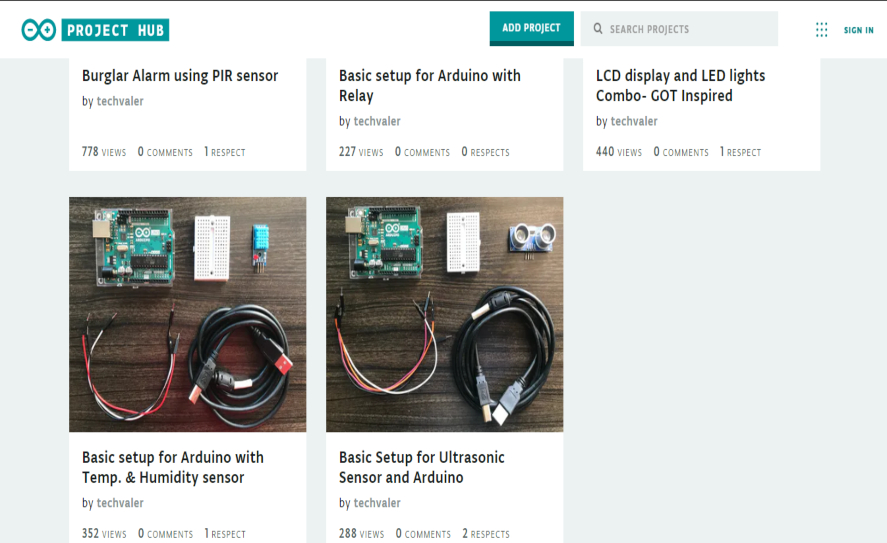 PROJECT HUB
ADD PROJECT
SEARCH PROJECTS
SIGN IN
Burglar Alarm using PIR sensor
by techvaler
778 VIEWS 0 COMMENTS 1 RESPECT
Basic setup for Arduino with
Relay
by techvaler
227 VIEWS 0 COMMENTS 0 RESPECTS
LCD display and LED lights
Combo- GOT Inspired
by techvaler
440 VIEWS 0 COMMENTS 1 RESPECT
Basic setup for Arduino with
Temp. & Humidity sensor
by techvaler
352 VIEWS 0 COMMENTS 1 RESPECT
Basic Setup for Ultrasonic
Sensor and Arduino
by techvaler
288 VIEWS 0 COMMENTS 2 RESPECTS